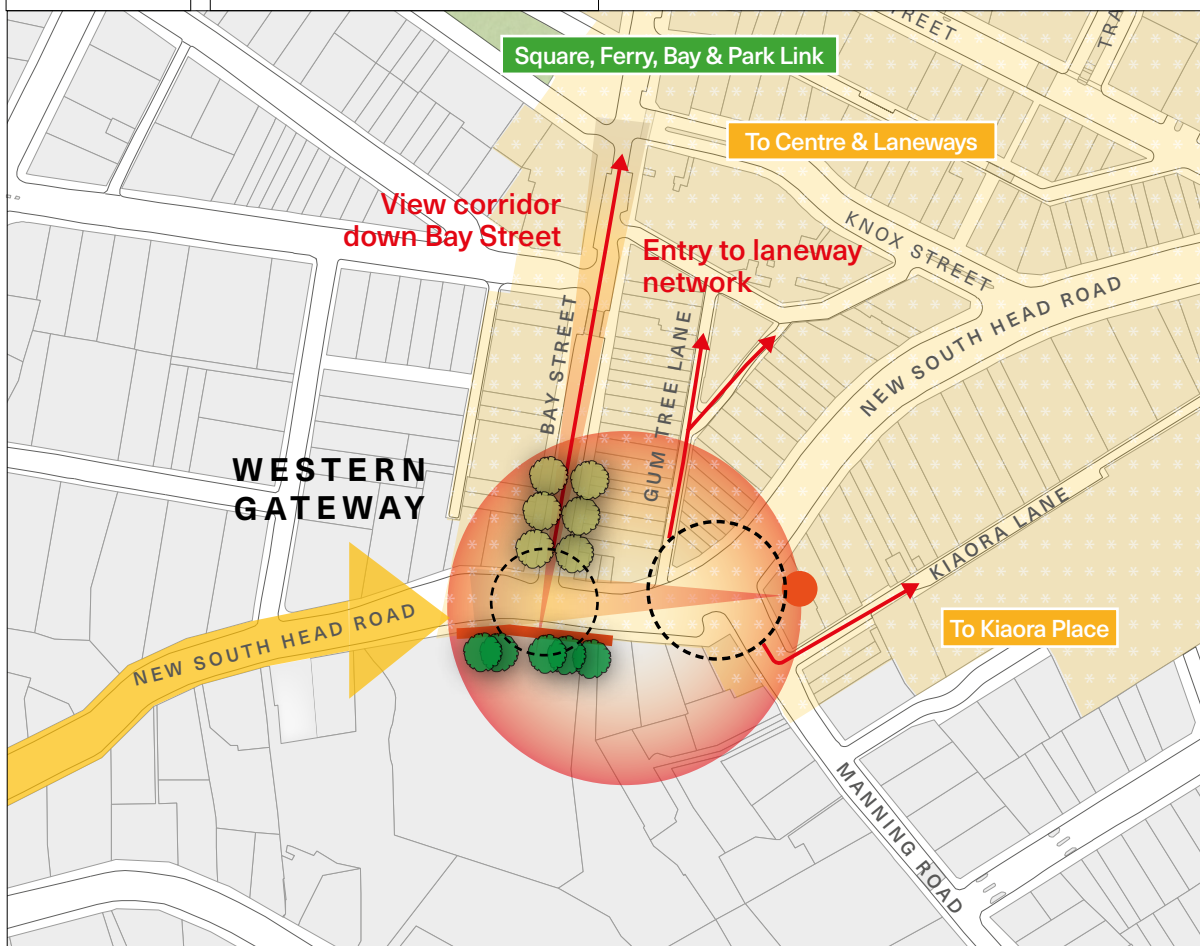 STREET
TRA
Square, Ferry, Bay & Park Link
To Centre & Laneways
View corridor
down Bay Street
Entry to laneway
network
KNOX STREET
NEW SOUTH HEAD ROAD
BAY STREET
GUM TREE LANE
WESTERN
GATEWAY
KIAORA LANE
NEW SOUTH HEAD ROAD
To Kiaora Place
MANNING ROAD